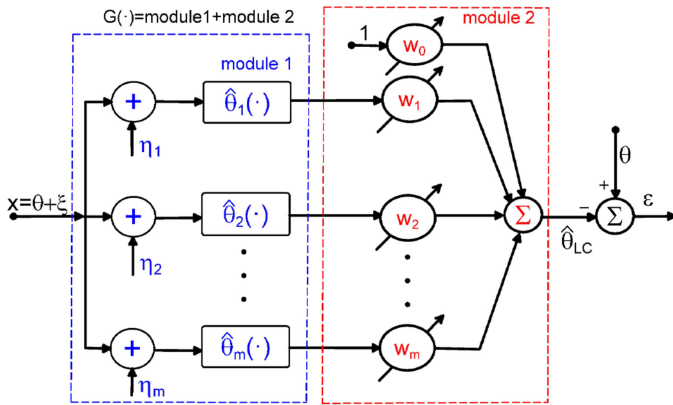 G(·)=module1+module 2
module 2
module 1
1
w₀
+
θ̂₁(·)
w₁
η₁
θ
x=θ+ξ
+
θ̂₂(·)
w₂
Σ
−
+
Σ
ε
η₂
θ̂LC
+
θ̂m(·)
wm
ηm